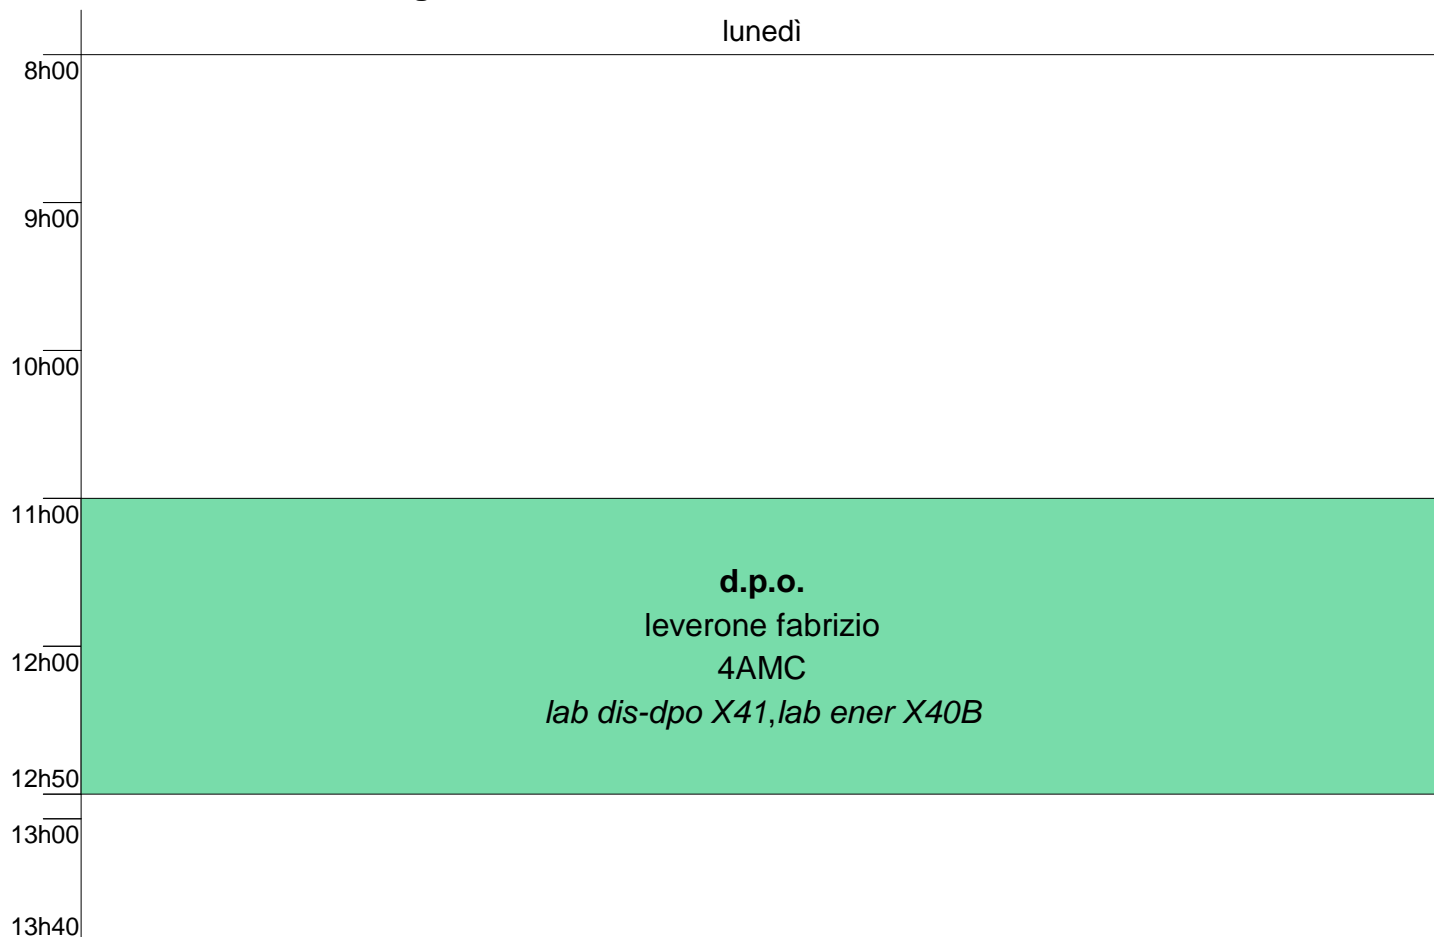 lunedì
8h00
9h00
10h00
11h00
d.p.o.
leverone fabrizio
12h00
4AMC
lab dis-dpo X41,lab ener X40B
12h50
13h00
13h40